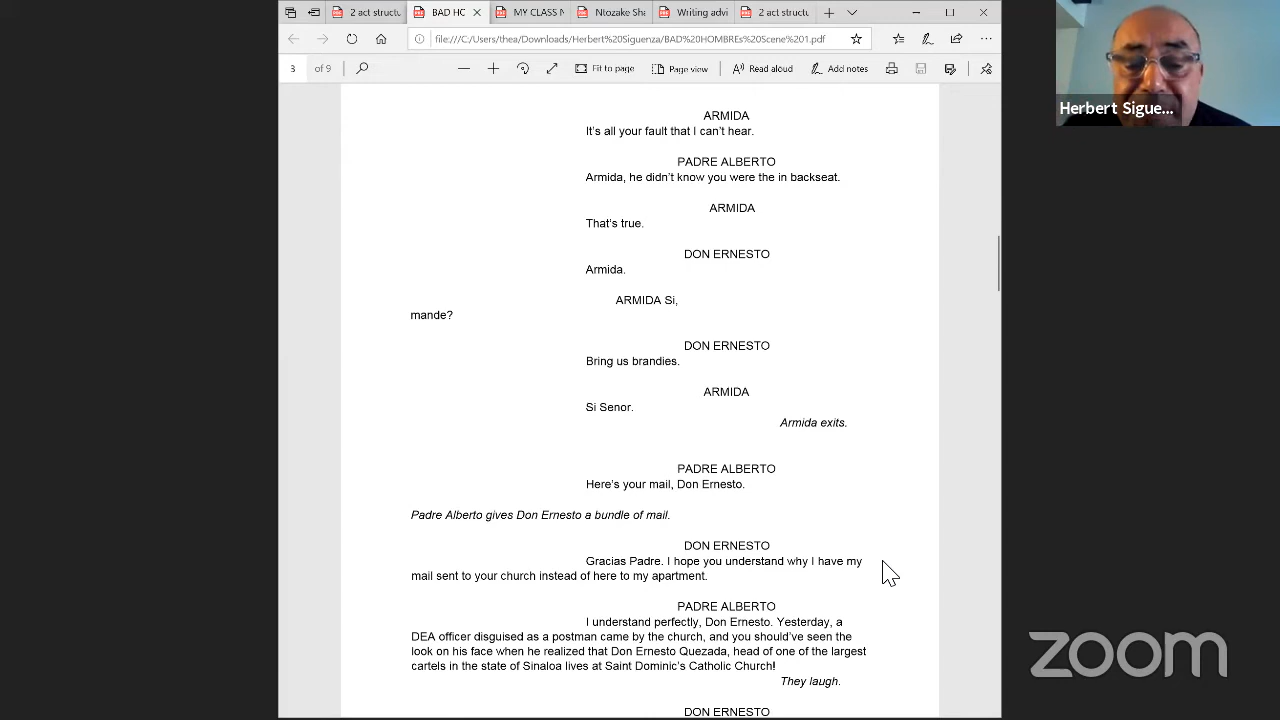 2 act structu
BAD HO
MY CLASS N
Ntozake Sha
Writing advi
2 act structu
file:///C:/Users/thea/Downloads/Herbert%20Siguenza/BAD%20HOMBREs%20Scene%201.pdf
3 of 9
Fit to page
Page view
Read aloud
Add notes
Herbert Sigue...
ARMIDA
It's all your fault that I can't hear.
PADRE ALBERTO
Armida, he didn't know you were the in backseat.
ARMIDA
That's true.
DON ERNESTO
Armida.
ARMIDA Si,
mande?
DON ERNESTO
Bring us brandies.
ARMIDA
Si Senor.
Armida exits.
PADRE ALBERTO
Here's your mail, Don Ernesto.
Padre Alberto gives Don Ernesto a bundle of mail.
DON ERNESTO
Gracias Padre. I hope you understand why I have my
mail sent to your church instead of here to my apartment.
PADRE ALBERTO
I understand perfectly, Don Ernesto. Yesterday, a
DEA officer disguised as a postman came by the church, and you should've seen the
look on his face when he realized that Don Ernesto Quezada, head of one of the largest
cartels in the state of Sinaloa lives at Saint Dominic's Catholic Church!
They laugh.
DON ERNESTO
zoom